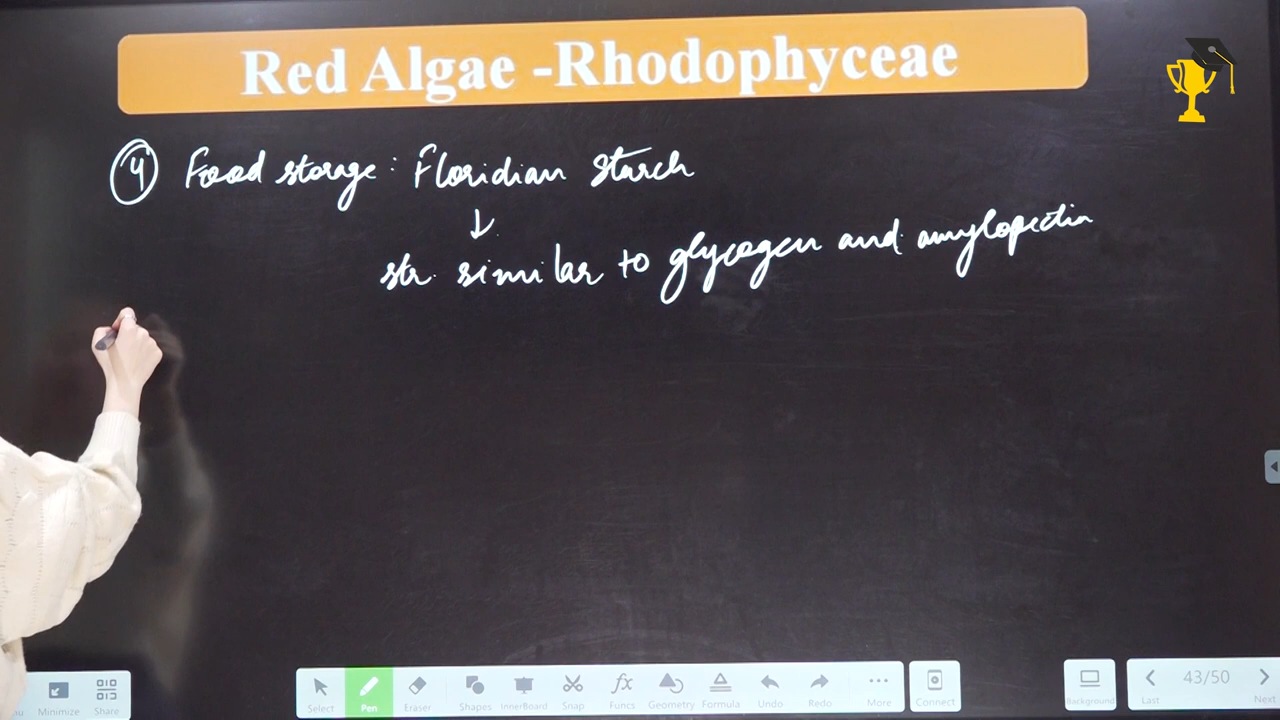 Red Algae -Rhodophyceae
4 Food storage: Floridian Starch
↓
str. similar to glycogen and amylopectin
Minimize
Share
Select
Pen
Eraser
Shapes
InnerBoard
Snap
fx
Funcs
Geometry
Formula
Undo
Redo
More
Connect
Background
43/50
Last
Next